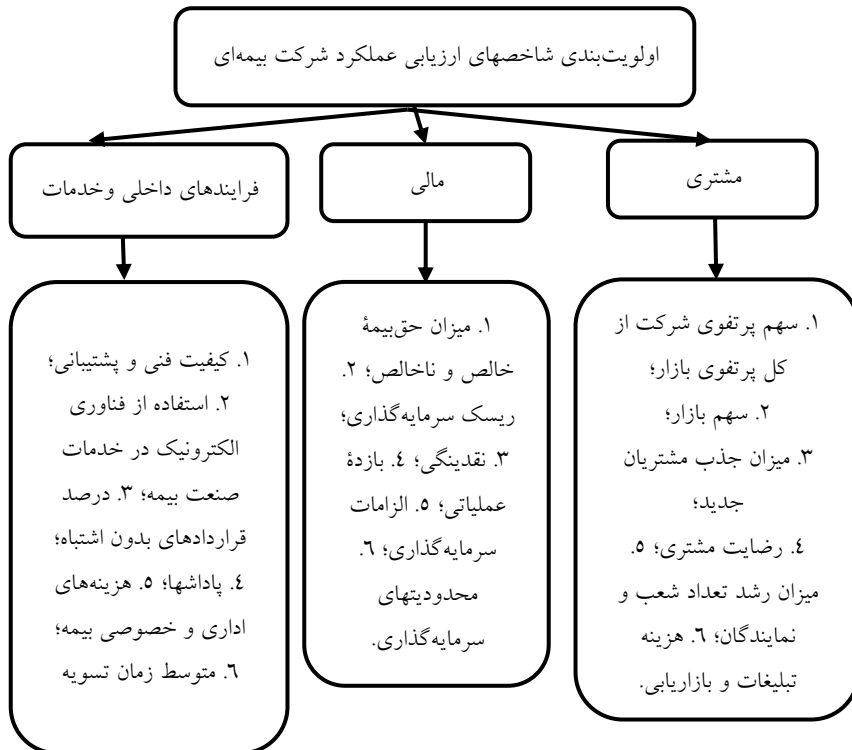 اولویت‌بندی شاخصهای ارزیابی عملکرد شرکت بیمه‌ای
مشتری
مالی
فرایندهای داخلی وخدمات
۱. سهم پرتفوی شرکت از
کل پرتفوی بازار؛
۲. سهم بازار؛
۳. میزان جذب مشتریان
جدید؛
٤. رضایت مشتری؛ ٥.
میزان رشد تعداد شعب و
نمایندگان؛ ٦. هزینه
تبلیغات و بازاریابی.
۱. میزان حق‌بیمۀ
خالص و ناخالص؛ ۲.
ریسک سرمایه‌گذاری؛
۳. نقدینگی؛ ٤. بازدۀ
عملیاتی؛ ٥. الزامات
سرمایه‌گذاری؛ ٦.
محدودیتهای
سرمایه‌گذاری.
۱. کیفیت فنی و پشتیبانی؛
۲. استفاده از فناوری
الکترونیک در خدمات
صنعت بیمه؛ ۳. درصد
قراردادهای بدون اشتباه؛
٤. پاداشها؛ ٥. هزینه‌های
اداری و خصوصی بیمه؛
٦. متوسط زمان تسویه